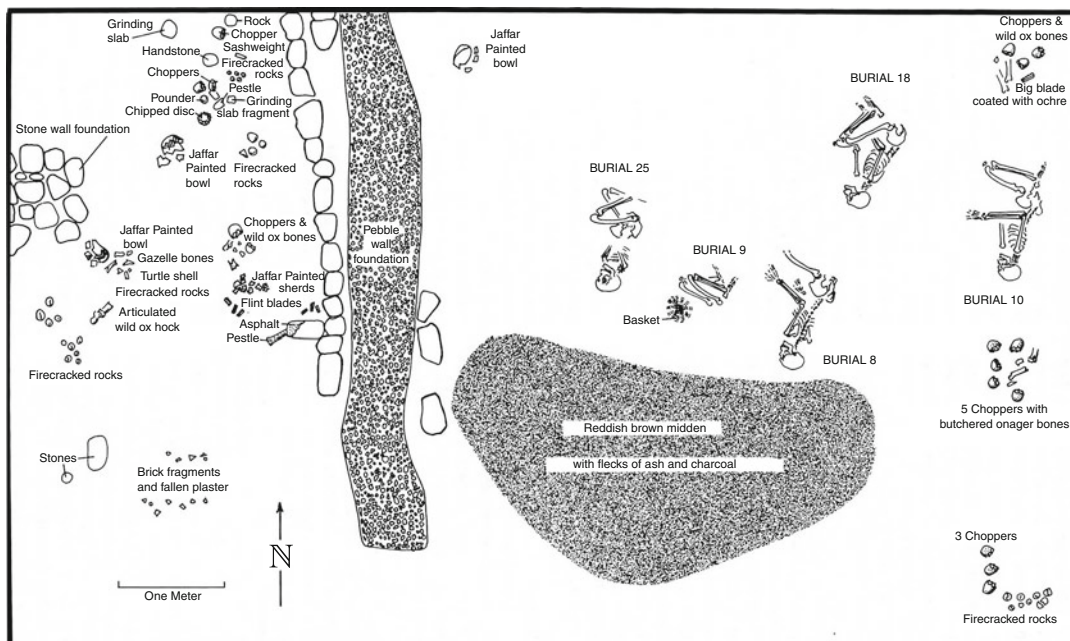 Grinding
slab
Rock
Chopper
Sashweight
Handstone
Firecracked
rocks
Choppers
Pestle
Pounder
Grinding
slab fragment
Chipped disc
Stone wall foundation
Jaffar
Painted
bowl
Firecracked
rocks
Jaffar Painted
bowl
Gazelle bones
Turtle shell
Firecracked rocks
Choppers &
wild ox bones
Jaffar Painted
sherds
Flint blades
Articulated
wild ox hock
Asphalt
Pestle
Firecracked rocks
Stones
Brick fragments
and fallen plaster
N
One Meter
Pebble
wall
foundation
Jaffar
Painted
bowl
BURIAL 18
Choppers &
wild ox bones
Big blade
coated with ochre
BURIAL 25
BURIAL 9
Basket
BURIAL 8
BURIAL 10
5 Choppers with
butchered onager bones
Reddish brown midden
with flecks of ash and charcoal
3 Choppers
Firecracked rocks